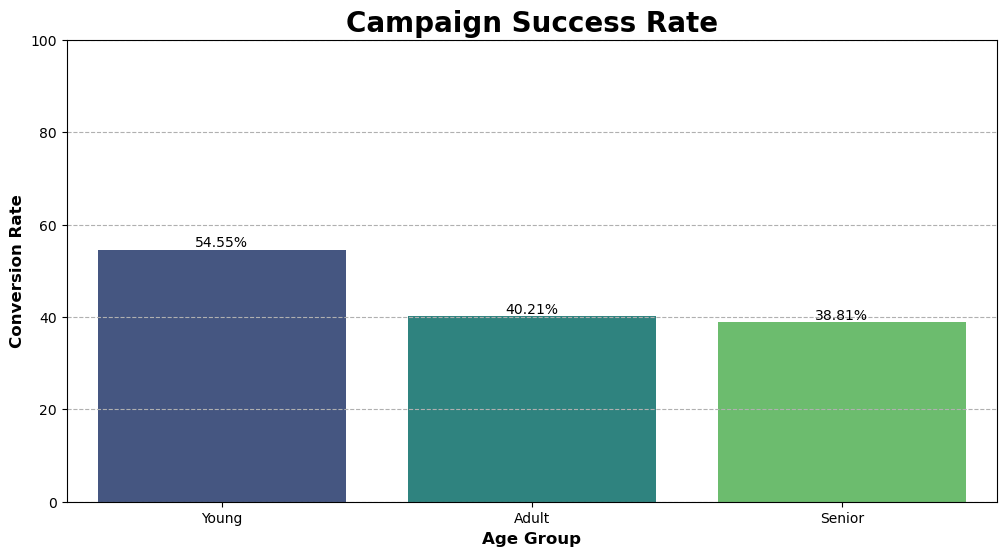 Campaign Success Rate
100
80
60
40
20
0
Conversion Rate
54.55%
40.21%
38.81%
Young
Adult
Senior
Age Group